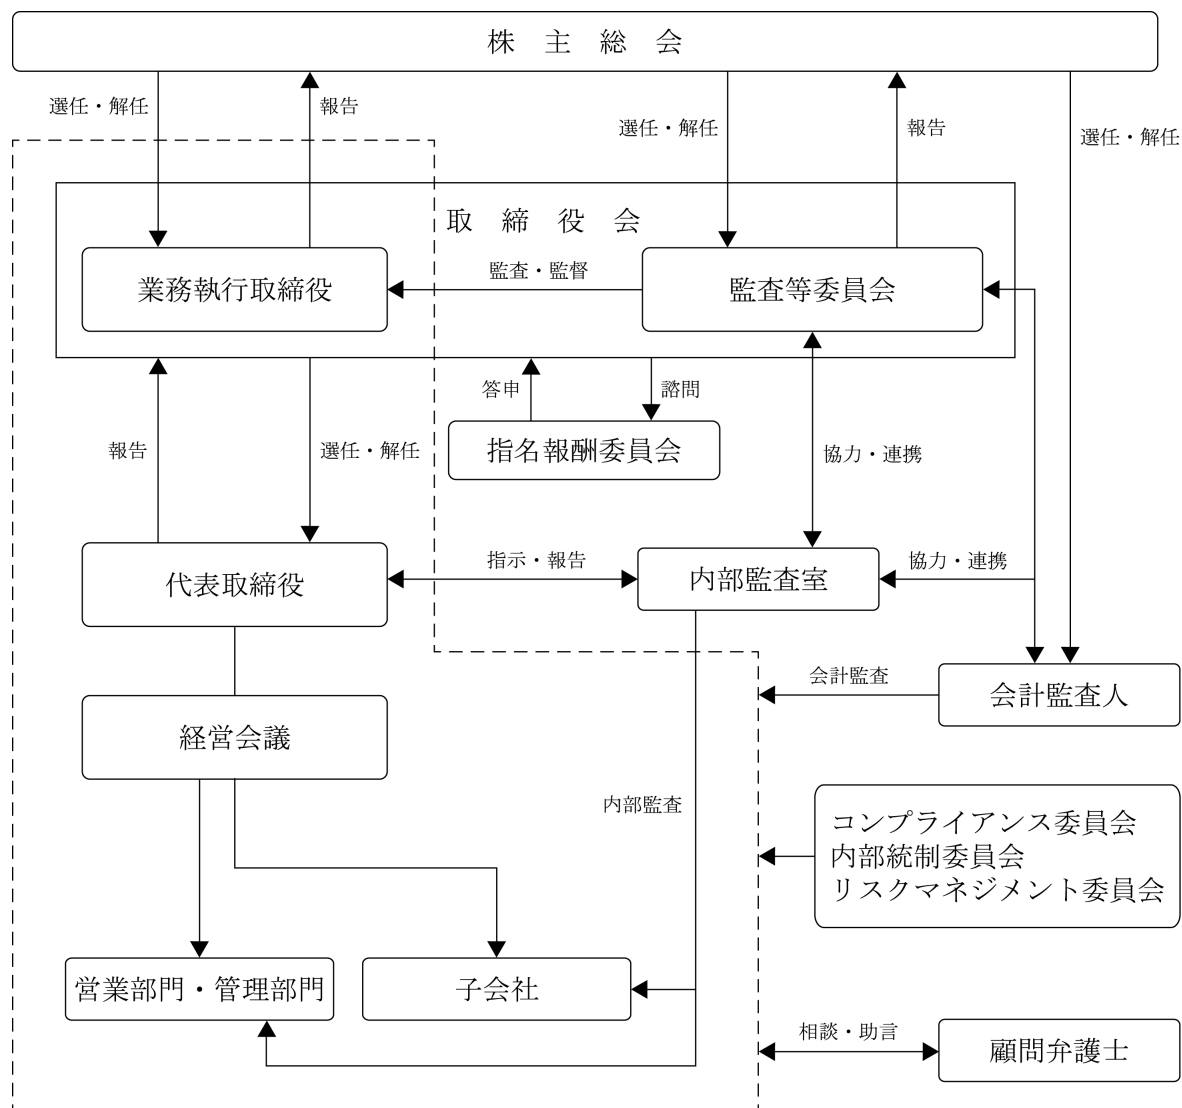 株主総会
選任・解任
報告
選任・解任
報告
選任・解任
取締役会
業務執行取締役
監査・監督
監査等委員会
答申
諮問
報告
選任・解任
指名報酬委員会
協力・連携
代表取締役
指示・報告
内部監査室
協力・連携
会計監査
会計監査人
経営会議
内部監査
コンプライアンス委員会
内部統制委員会
リスクマネジメント委員会
営業部門・管理部門
子会社
相談・助言
顧問弁護士